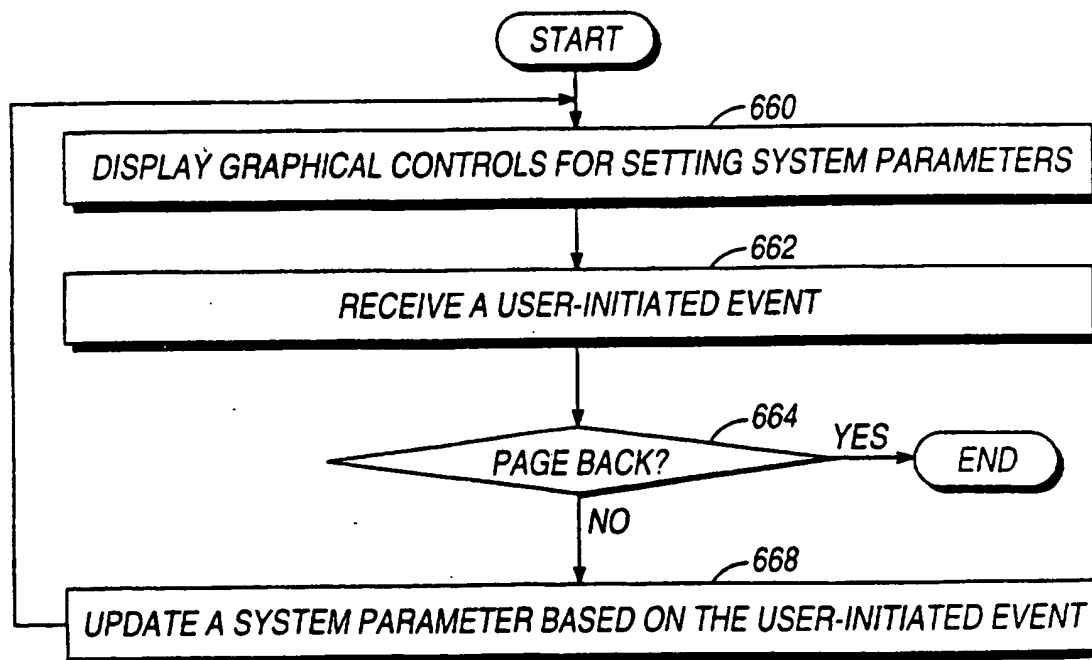 START
660
DISPLAY GRAPHICAL CONTROLS FOR SETTING SYSTEM PARAMETERS
662
RECEIVE A USER-INITIATED EVENT
664
PAGE BACK?
YES
END
NO
668
UPDATE A SYSTEM PARAMETER BASED ON THE USER-INITIATED EVENT